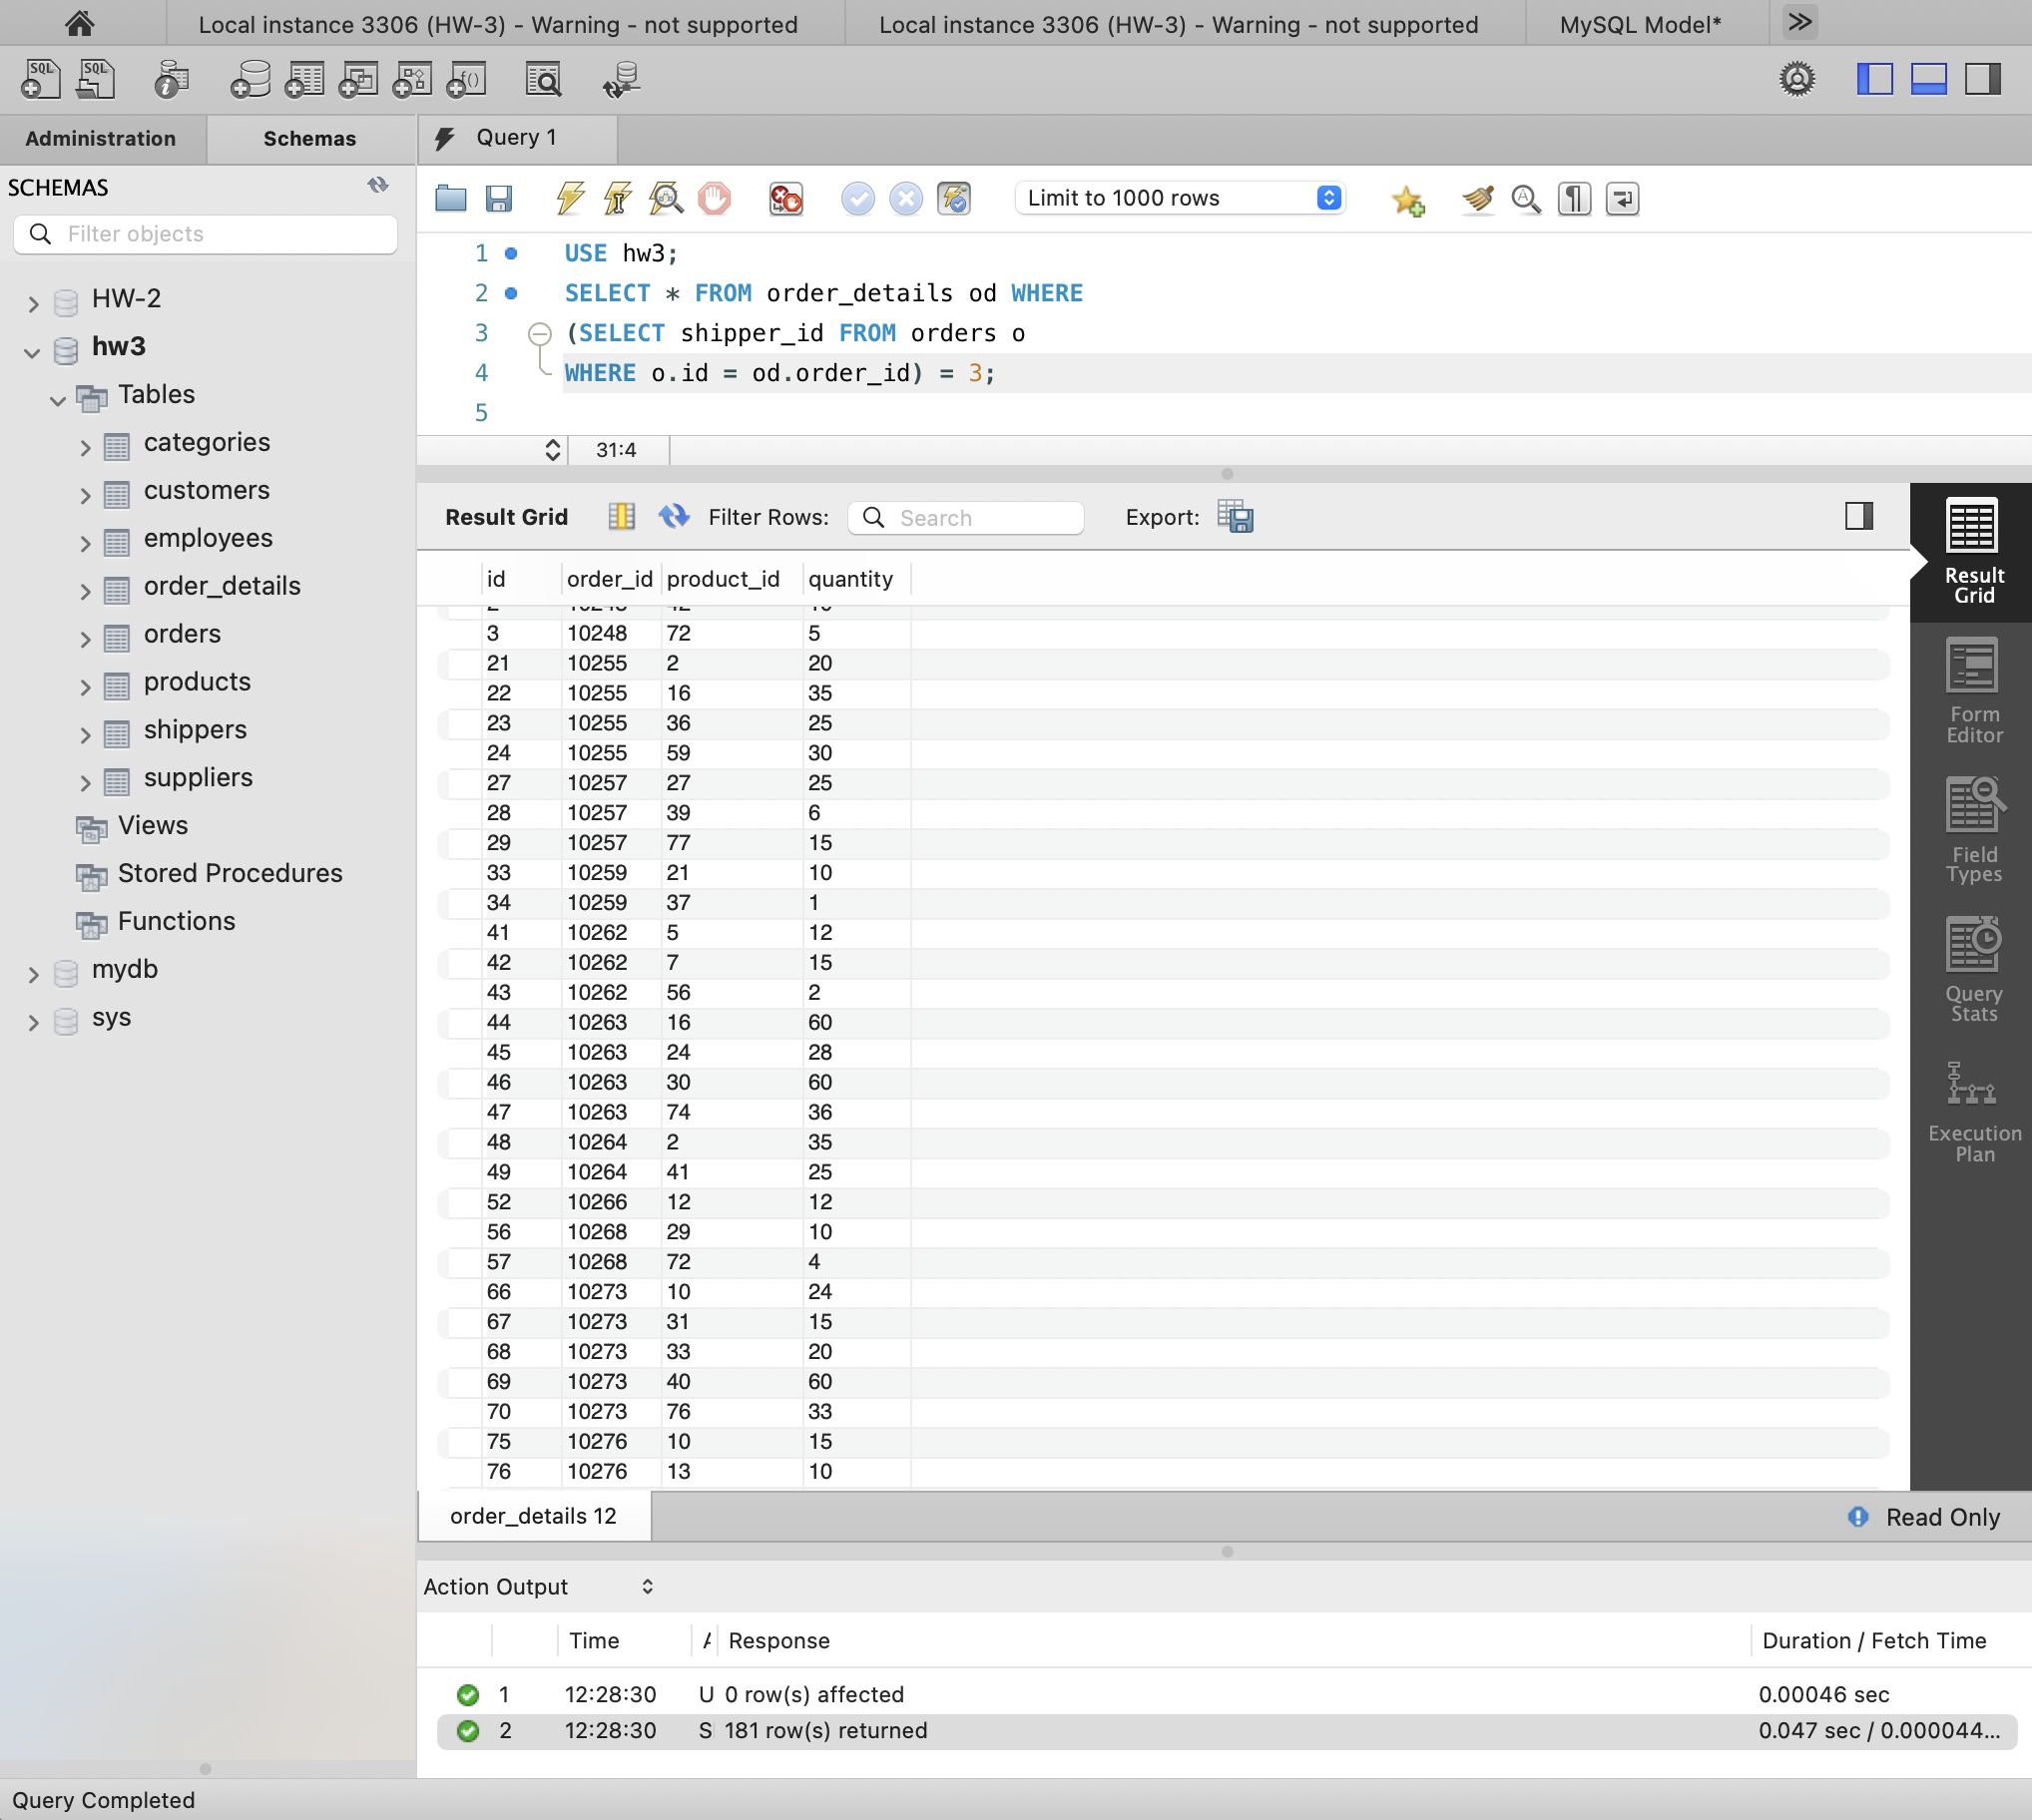 Local instance 3306 (HW-3) - Warning - not supported
Local instance 3306 (HW-3) - Warning - not supported
MySQL Model*
SQL
SQL
Administration
Schemas
Query 1
SCHEMAS
Filter objects
HW-2
hw3
Tables
categories
customers
employees
order_details
orders
products
shippers
suppliers
Views
Stored Procedures
Functions
mydb
sys
Limit to 1000 rows
1 USE hw3;
2 SELECT * FROM order_details od WHERE
3 (SELECT shipper_id FROM orders o
4 WHERE o.id = od.order_id) = 3;
5
31:4
Result Grid
Filter Rows:
Search
Export:
id order_id product_id quantity
3 10248 72 5
21 10255 2 20
22 10255 16 35
23 10255 36 25
24 10255 59 30
27 10257 27 25
28 10257 39 6
29 10257 77 15
33 10259 21 10
34 10259 37 1
41 10262 5 12
42 10262 7 15
43 10262 56 2
44 10263 16 60
45 10263 24 28
46 10263 30 60
47 10263 74 36
48 10264 2 35
49 10264 41 25
52 10266 12 12
56 10268 29 10
57 10268 72 4
66 10273 10 24
67 10273 31 15
68 10273 33 20
69 10273 40 60
70 10273 76 33
75 10276 10 15
76 10276 13 10
Result
Grid
Form
Editor
Field
Types
Query
Stats
Execution
Plan
order_details 12
Read Only
Action Output
Time Response Duration / Fetch Time
1 12:28:30 U 0 row(s) affected 0.00046 sec
2 12:28:30 S 181 row(s) returned 0.047 sec / 0.000044...
Query Completed